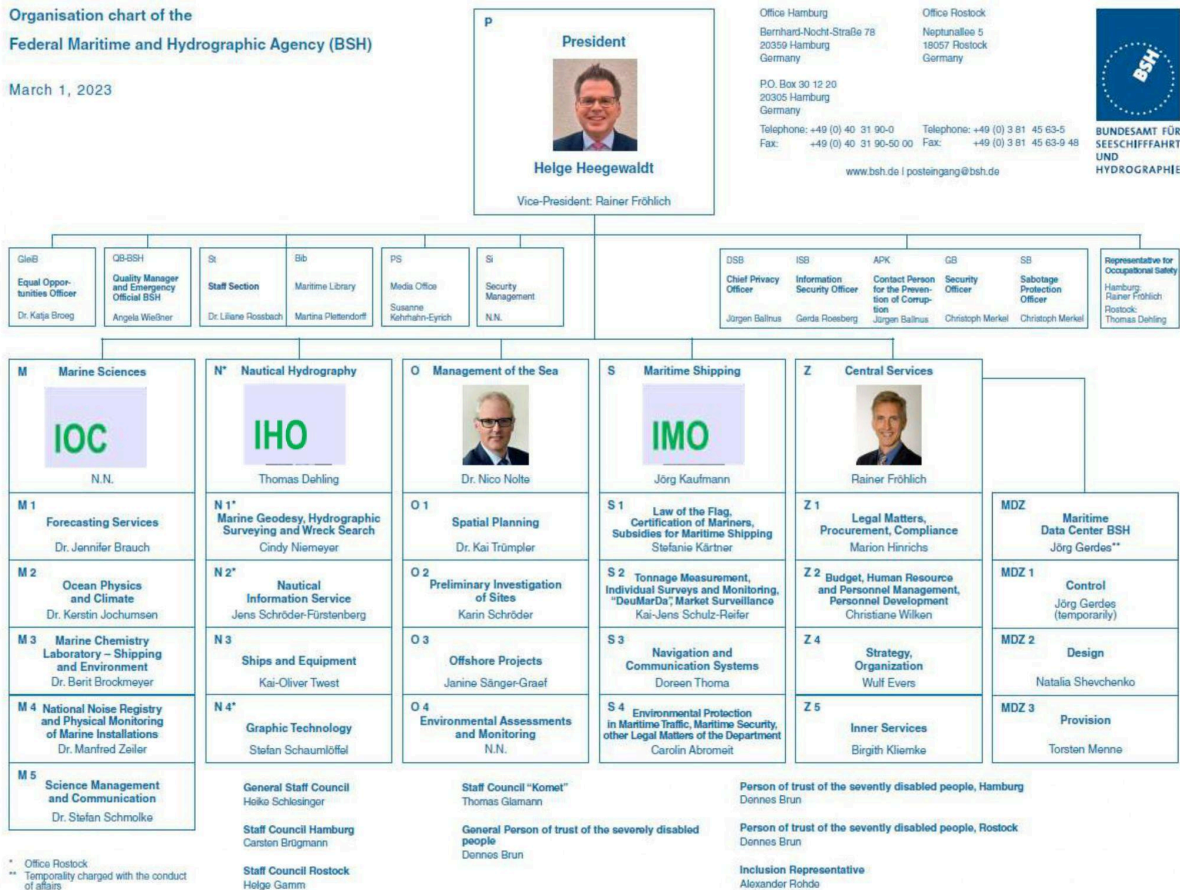 Organisation chart of the
Federal Maritime and Hydrographic Agency (BSH)
March 1, 2023
P
President
Helge Heegewaldt
Vice-President: Rainer Fröhlich
Office Hamburg
Bernhard-Nocht-Straße 78
20359 Hamburg
Germany
P.O. Box 30 12 20
20305 Hamburg
Germany
Telephone: +49 (0) 40 31 90-0
Fax: +49 (0) 40 31 90-50 00
Office Rostock
Neptunallee 5
18057 Rostock
Germany
Telephone: +49 (0) 3 81 45 63-5
Fax: +49 (0) 3 81 45 63-9 48
www.bsh.de | posteingang@bsh.de
BSH
BUNDESAMT FÜR
SEESCHIFFFAHRT
UND
HYDROGRAPHIE
GleiB
Equal Oppor-
tunities Officer
Dr. Katja Broeg
QB-BSH
Quality Manager
and Emergency
Official BSH
Angela Wießner
St
Staff Section
Dr. Liliane Rossbach
Bib
Maritime Library
Martina Plettendorff
PS
Media Office
Susanne
Kehrhahn-Eyrich
Si
Security
Management
N.N.
DSB
Chief Privacy
Officer
Jürgen Ballnus
ISB
Information
Security Officer
Gerda Roesberg
APK
Contact Person
for the Preven-
tion of Corrup-
tion
Jürgen Ballnus
GB
Security
Officer
Christoph Merkel
SB
Sabotage
Protection
Officer
Christoph Merkel
Representative for
Occupational Safety
Hamburg:
Rainer Fröhlich
Rostock:
Thomas Dehling
M Marine Sciences
IOC
N.N.
M 1
Forecasting Services
Dr. Jennifer Brauch
M 2
Ocean Physics
and Climate
Dr. Kerstin Jochumsen
M 3 Marine Chemistry
Laboratory – Shipping
and Environment
Dr. Berit Brockmeyer
M 4 National Noise Registry
and Physical Monitoring
of Marine Installations
Dr. Manfred Zeiler
M 5
Science Management
and Communication
Dr. Stefan Schmolke
N* Nautical Hydrography
IHO
Thomas Dehling
N 1*
Marine Geodesy, Hydrographic
Surveying and Wreck Search
Cindy Niemeyer
N 2*
Nautical
Information Service
Jens Schröder-Fürstenberg
N 3
Ships and Equipment
Kai-Oliver Twest
N 4*
Graphic Technology
Stefan Schaumlöffel
O Management of the Sea
Dr. Nico Nolte
O 1
Spatial Planning
Dr. Kai Trümpler
O 2
Preliminary Investigation
of Sites
Karin Schröder
O 3
Offshore Projects
Janine Sänger-Graef
O 4
Environmental Assessments
and Monitoring
N.N.
S Maritime Shipping
IMO
Jörg Kaufmann
S 1
Law of the Flag,
Certification of Mariners,
Subsidies for Maritime Shipping
Stefanie Kärtner
S 2 Tonnage Measurement,
Individual Surveys and Monitoring,
"DeuMarDa", Market Surveillance
Kai-Jens Schulz-Reifer
S 3
Navigation and
Communication Systems
Doreen Thoma
S 4 Environmental Protection
in Maritime Traffic, Maritime Security,
other Legal Matters of the Department
Carolin Abromeit
Z Central Services
Rainer Fröhlich
Z 1
Legal Matters,
Procurement, Compliance
Marion Hinrichs
Z 2 Budget, Human Resource
and Personnel Management,
Personnel Development
Christiane Wilken
Z 4
Strategy,
Organization
Wulf Evers
Z 5
Inner Services
Birgith Kliemke
MDZ
Maritime
Data Center BSH
Jörg Gerdes**
MDZ 1
Control
Jörg Gerdes
(temporarily)
MDZ 2
Design
Natalia Shevchenko
MDZ 3
Provision
Torsten Menne
General Staff Council
Heike Schlesinger
Staff Council Hamburg
Carsten Brügmann
Staff Council Rostock
Helge Gamm
Staff Council "Komet"
Thomas Glamann
General Person of trust of the severely disabled
people
Dennes Brun
Person of trust of the seventy disabled people, Hamburg
Dennes Brun
Person of trust of the seventy disabled people, Rostock
Dennes Brun
Inclusion Representative
Alexander Rohde
* Office Rostock
** Temporality charged with the conduct
of affairs